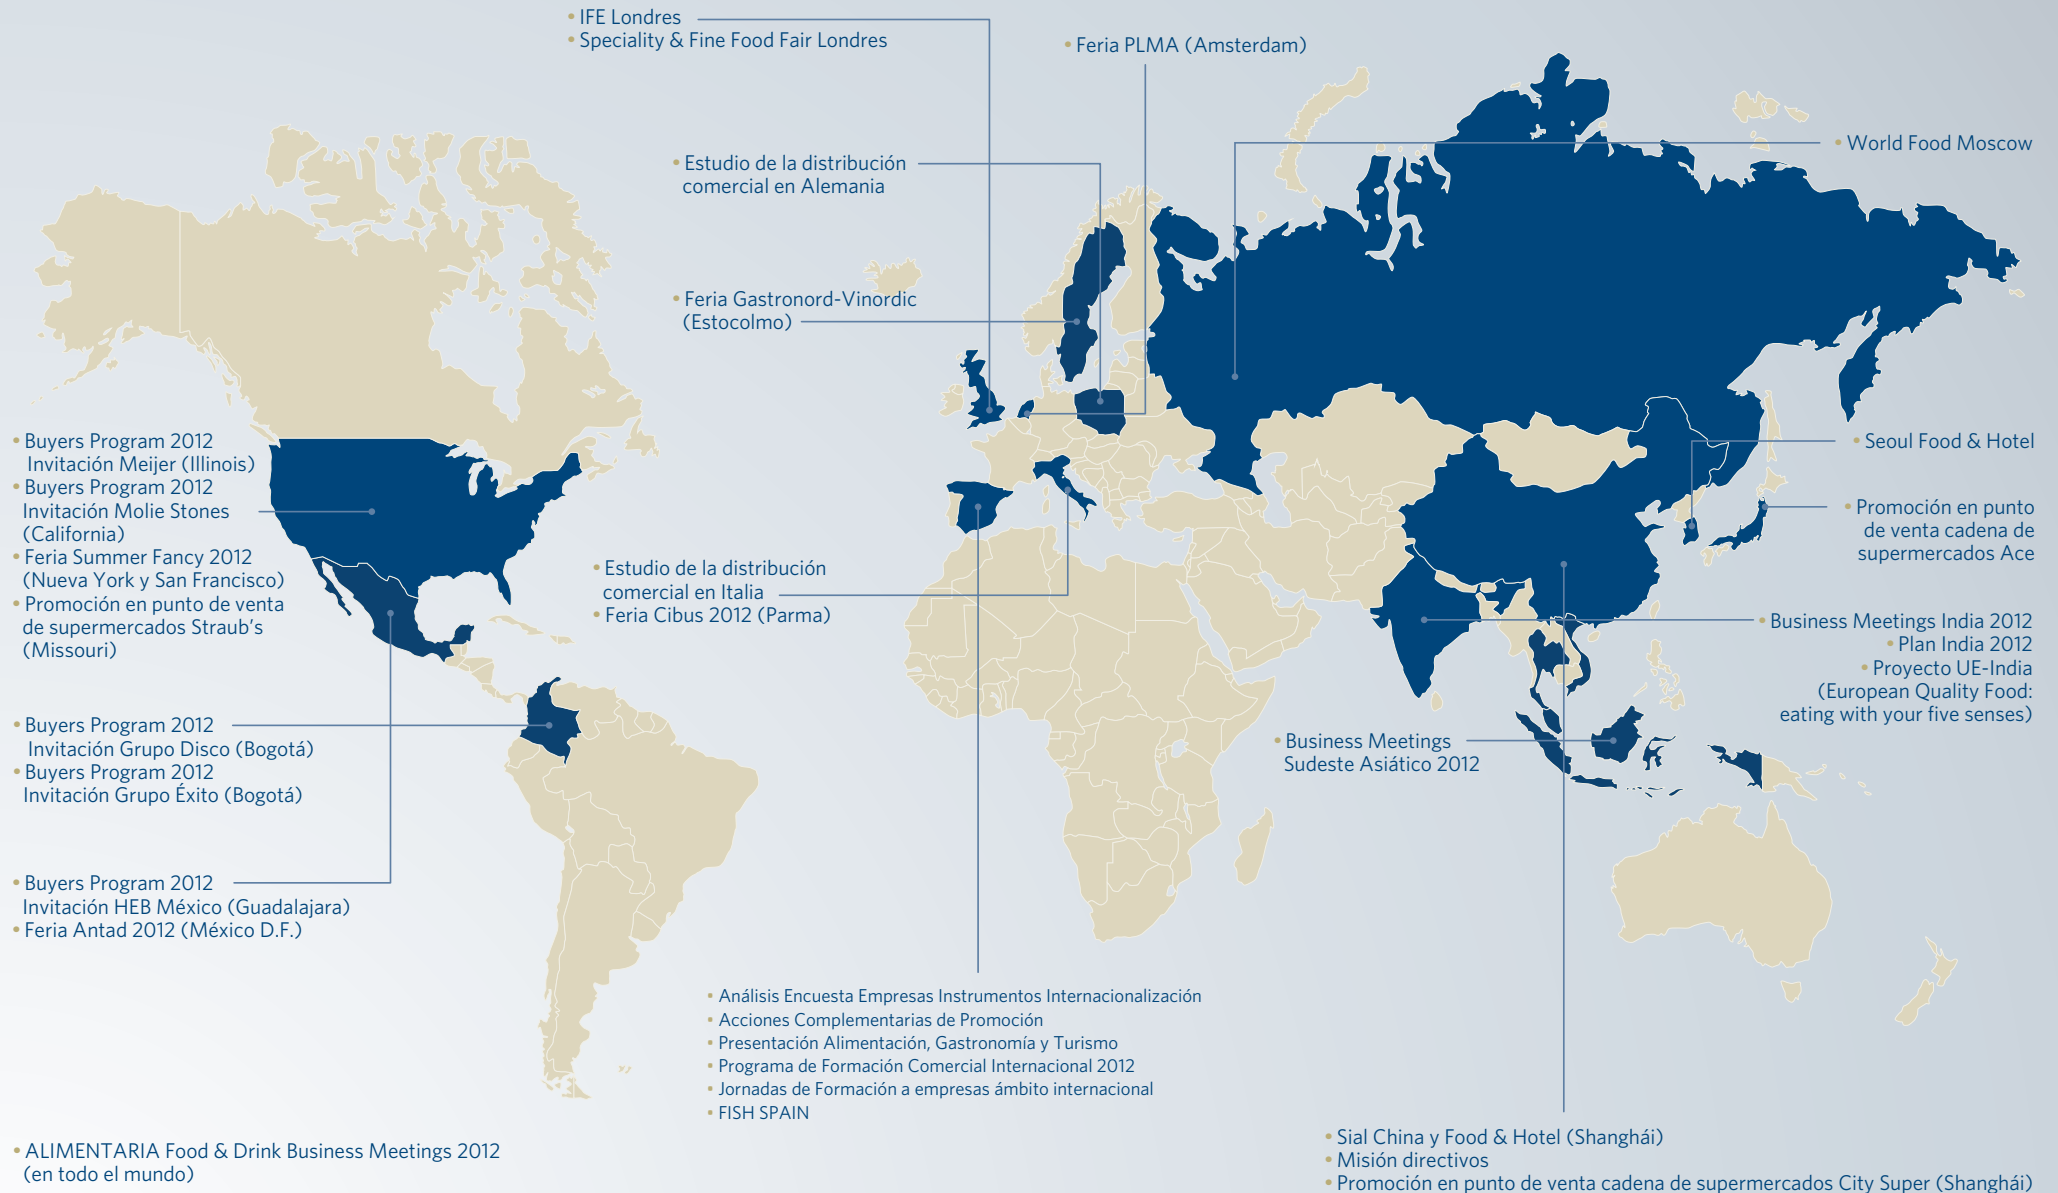 • IFE Londres
• Speciality & Fine Food Fair Londres
• Feria PLMA (Amsterdam)
• World Food Moscow
• Estudio de la distribución
comercial en Alemania
• Feria Gastronord-Vinordic
(Estocolmo)
• Buyers Program 2012
Invitación Meijer (Illinois)
• Buyers Program 2012
Invitación Molie Stones
(California)
• Feria Summer Fancy 2012
(Nueva York y San Francisco)
• Promoción en punto de venta
de supermercados Straub's
(Missouri)
• Seoul Food & Hotel
• Promoción en punto
de venta cadena de
supermercados Ace
• Estudio de la distribución
comercial en Italia
• Feria Cibus 2012 (Parma)
• Business Meetings India 2012
• Plan India 2012
• Proyecto UE-India
(European Quality Food:
eating with your five senses)
• Buyers Program 2012
Invitación Grupo Disco (Bogotá)
• Buyers Program 2012
Invitación Grupo Éxito (Bogotá)
• Business Meetings
Sudeste Asiático 2012
• Buyers Program 2012
Invitación HEB México (Guadalajara)
• Feria Antad 2012 (México D.F.)
• Análisis Encuesta Empresas Instrumentos Internacionalización
• Acciones Complementarias de Promoción
• Presentación Alimentación, Gastronomía y Turismo
• Programa de Formación Comercial Internacional 2012
• Jornadas de Formación a empresas ámbito internacional
• FISH SPAIN
• ALIMENTARIA Food & Drink Business Meetings 2012
(en todo el mundo)
• Sial China y Food & Hotel (Shanghái)
• Misión directivos
• Promoción en punto de venta cadena de supermercados City Super (Shanghái)